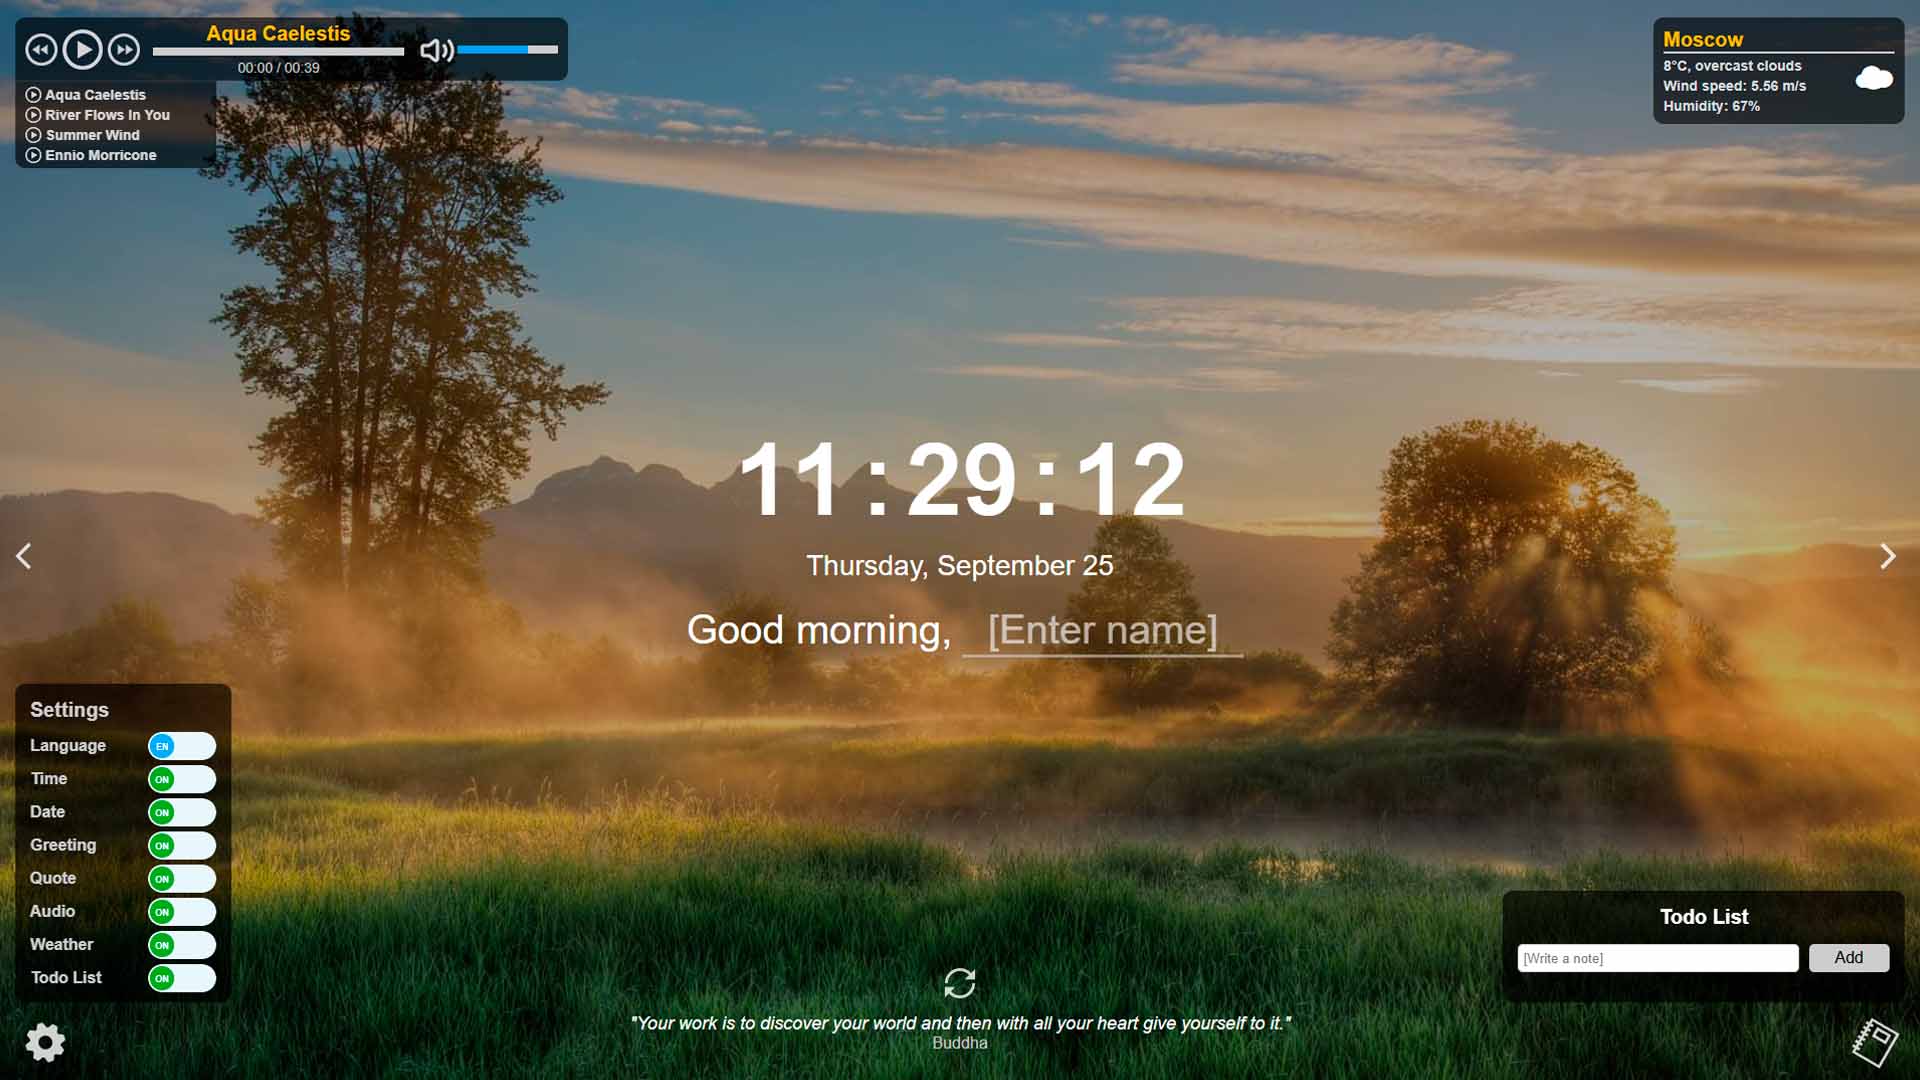 Aqua Caelestis
00:00 / 00:39
Aqua Caelestis
River Flows In You
Summer Wind
Ennio Morricone
Moscow
8°C, overcast clouds
Wind speed: 5.56 m/s
Humidity: 67%
11:29:12
Thursday, September 25
Good morning, [Enter name]
Settings
Language EN
Time ON
Date ON
Greeting ON
Quote ON
Audio ON
Weather ON
Todo List ON
Todo List
[Write a note] Add
"Your work is to discover your world and then with all your heart give yourself to it."
Buddha